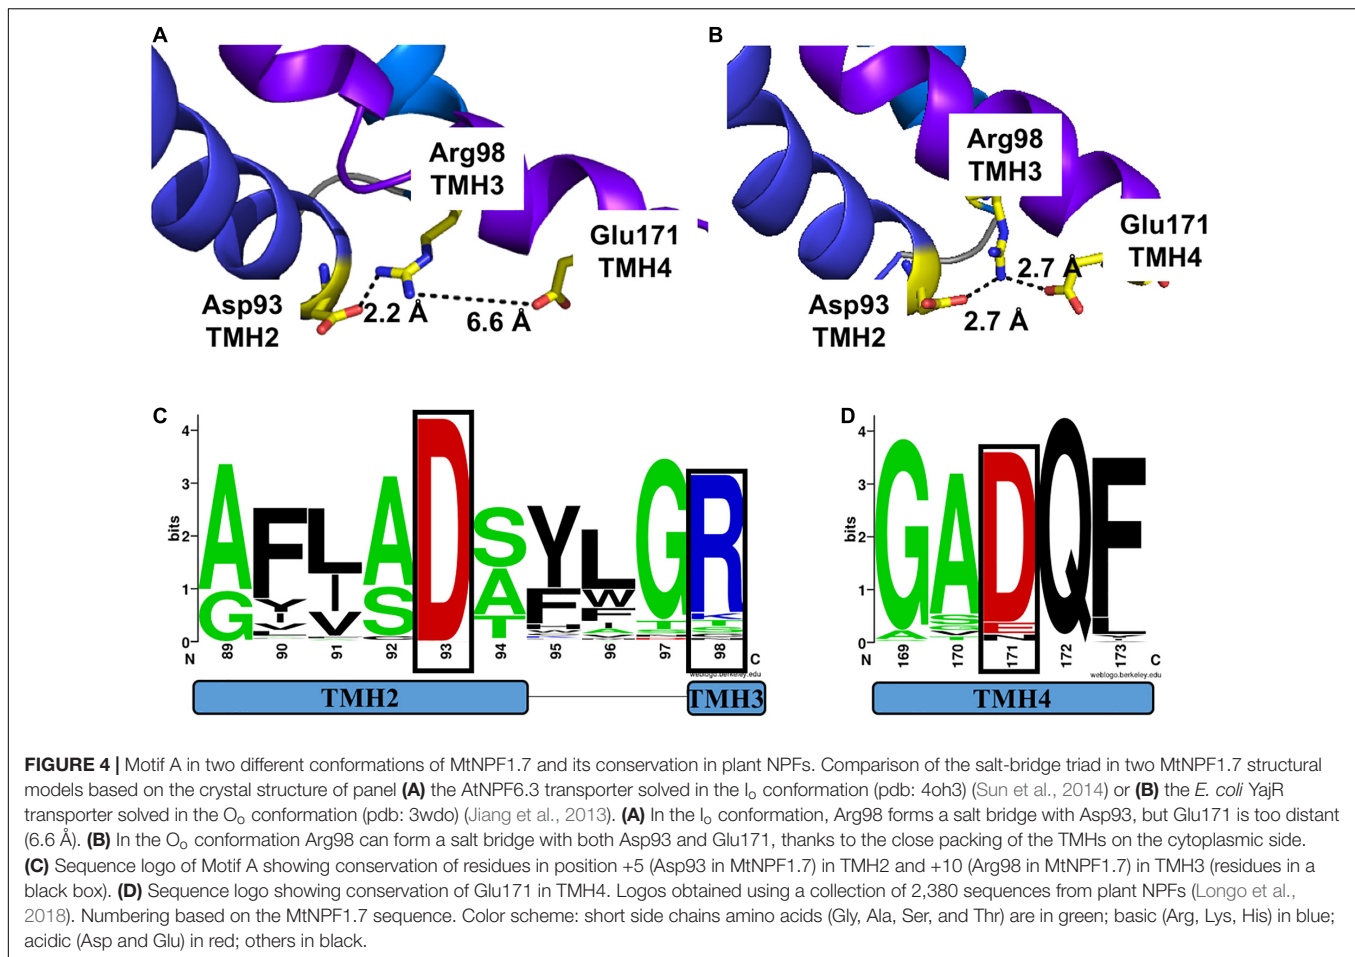 A
B
Arg98
TMH3
Glu171
TMH4
Asp93
TMH2
2.2 Å
6.6 Å
Arg98
TMH3
Glu171
TMH4
2.7 Å
Asp93
TMH2
2.7 Å
C
D
bits
4
3
2
1
0
N
89
90
91
92
93
94
95
96
97
98
C
weblogo.berkeley.edu
TMH2
TMH3
bits
4
3
2
1
0
N
169
170
171
172
173
C
weblogo.berkeley.edu
TMH4
A F L A D S Y L G R
G Y I S A F W
V T
G A D Q F
FIGURE 4 | Motif A in two different conformations of MtNPF1.7 and its conservation in plant NPFs. Comparison of the salt-bridge triad in two MtNPF1.7 structural
models based on the crystal structure of panel (A) the AtNPF6.3 transporter solved in the Io conformation (pdb: 4oh3) (Sun et al., 2014) or (B) the E. coli YajR
transporter solved in the Oo conformation (pdb: 3wdo) (Jiang et al., 2013). (A) In the Io conformation, Arg98 forms a salt bridge with Asp93, but Glu171 is too distant
(6.6 Å). (B) In the Oo conformation Arg98 can form a salt bridge with both Asp93 and Glu171, thanks to the close packing of the TMHs on the cytoplasmic side.
(C) Sequence logo of Motif A showing conservation of residues in position +5 (Asp93 in MtNPF1.7) in TMH2 and +10 (Arg98 in MtNPF1.7) in TMH3 (residues in a
black box). (D) Sequence logo showing conservation of Glu171 in TMH4. Logos obtained using a collection of 2,380 sequences from plant NPFs (Longo et al.,
2018). Numbering based on the MtNPF1.7 sequence. Color scheme: short side chains amino acids (Gly, Ala, Ser, and Thr) are in green; basic (Arg, Lys, His) in blue;
acidic (Asp and Glu) in red; others in black.